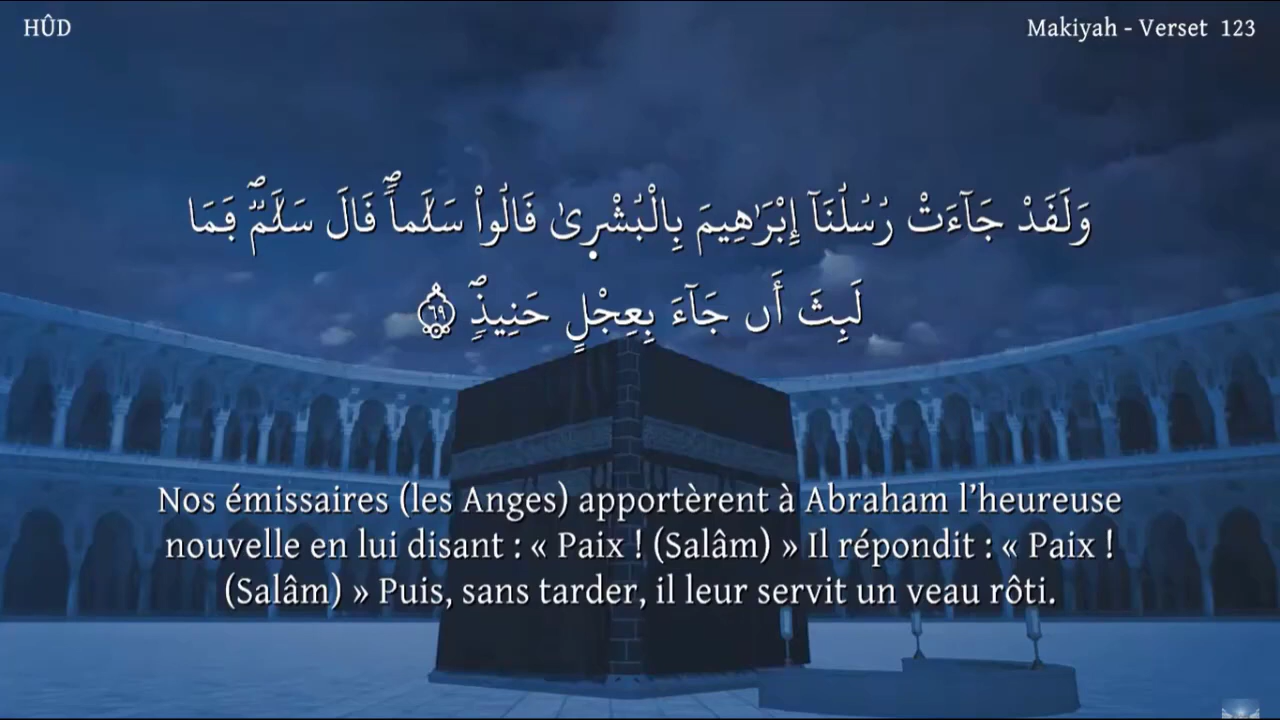 HÛD
Makiyah - Verset 123
وَلَقَدْ جَآءَتْ رُسُلُنَآ إِبْرَٰهِيمَ بِالْبُشْر۪ىٰ قَالُواْ سَلَٰماٗۖ قَالَ سَلَٰمٞۖ فَمَا
لَبِثَ أَن جَآءَ بِعِجْلٍ حَنِيذٖۖ ٦٩
Nos émissaires (les Anges) apportèrent à Abraham l’heureuse
nouvelle en lui disant : « Paix ! (Salâm) » Il répondit : « Paix !
(Salâm) » Puis, sans tarder, il leur servit un veau rôti.